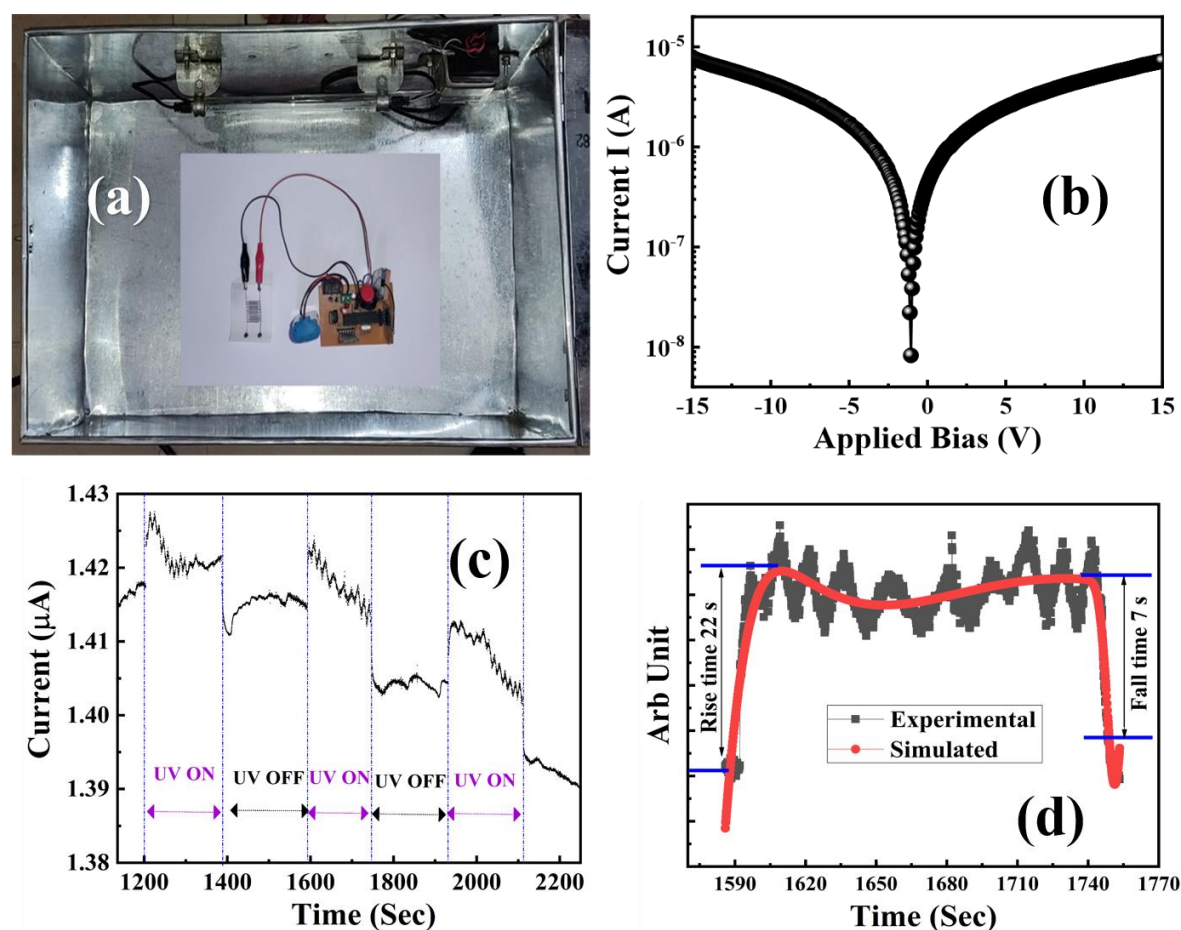 (a)
82
(b)
Current I (A)
10⁻⁵
10⁻⁶
10⁻⁷
10⁻⁸
-15 -10 -5 0 5 10 15
Applied Bias (V)
(c)
Current (µA)
1.43
1.42
1.41
1.40
1.39
1.38
UV ON UV OFF UV ON UV OFF UV ON
1200 1400 1600 1800 2000 2200
Time (Sec)
Arb Unit
Rise time 22 s
Fall time 7 s
Experimental
Simulated
(d)
1590 1620 1650 1680 1710 1740 1770
Time (Sec)